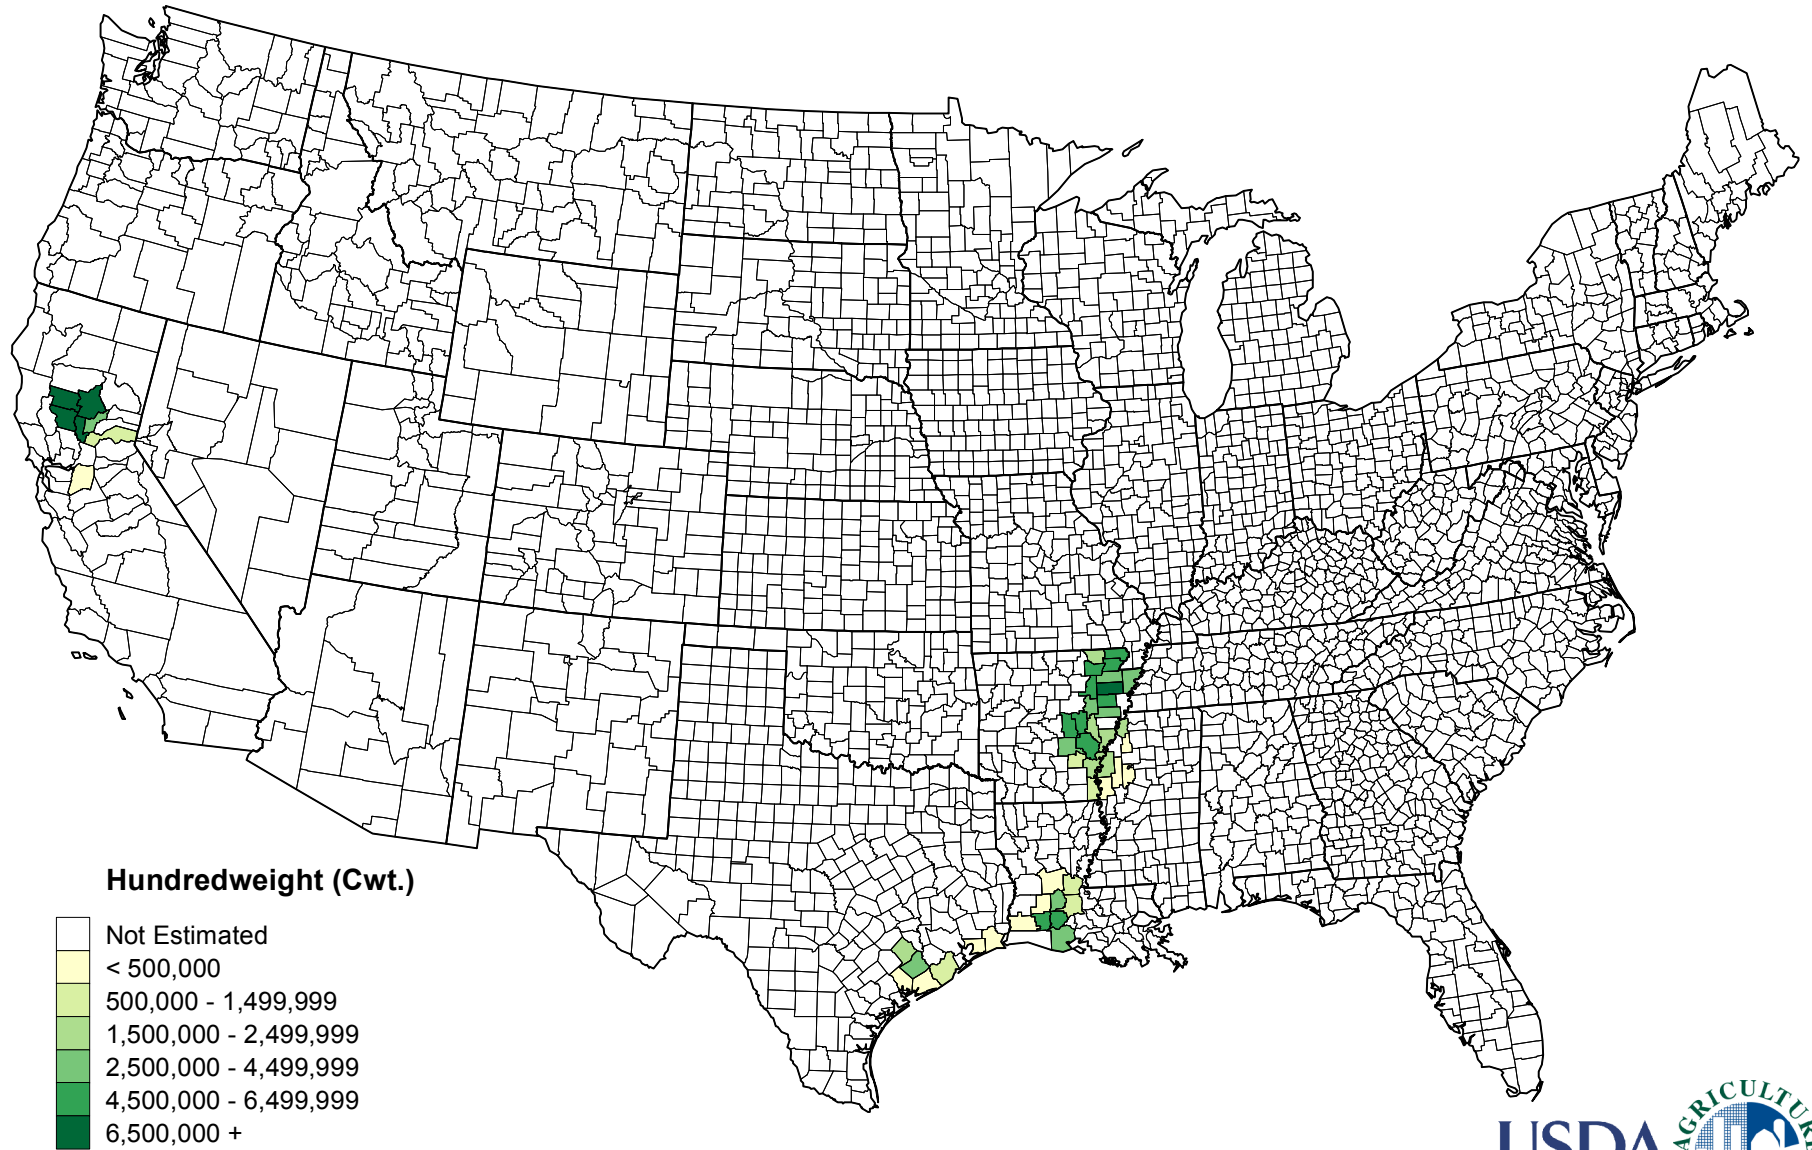 Hundredweight (Cwt.)
Not Estimated
< 500,000
500,000 - 1,499,999
1,500,000 - 2,499,999
2,500,000 - 4,499,999
4,500,000 - 6,499,999
6,500,000 +
USDA
AGRICULTURE